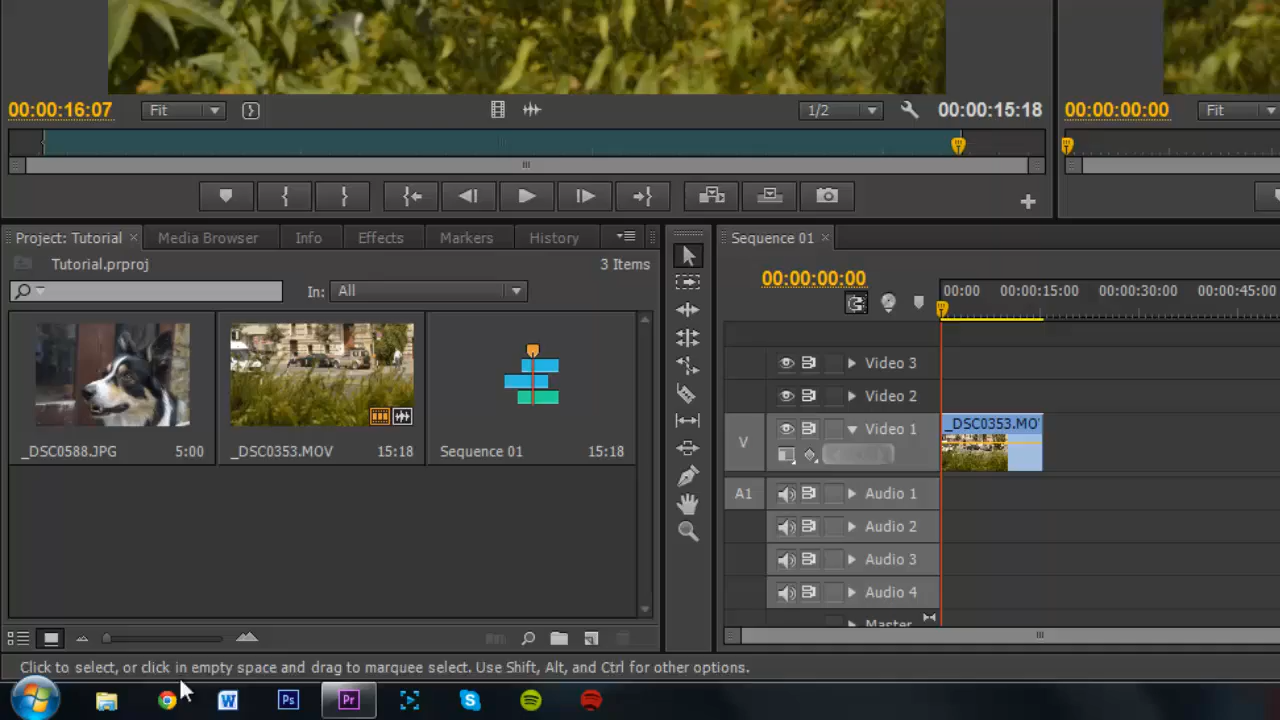 00:00:16:07 Fit 1/2 00:00:15:18 00:00:00:00 Fit
Project: Tutorial Media Browser Info Effects Markers History Sequence 01
Tutorial.prproj 3 Items
00:00:00:00
In: All
00:00 00:00:15:00 00:00:30:00 00:00:45:00
Video 3
Video 2
V Video 1 _DSC0353.MO
_DSC0588.JPG 5:00 _DSC0353.MOV 15:18 Sequence 01 15:18
A1 Audio 1
Audio 2
Audio 3
Audio 4
Master
Click to select, or click in empty space and drag to marquee select. Use Shift, Alt, and Ctrl for other options.
W Ps Pr S